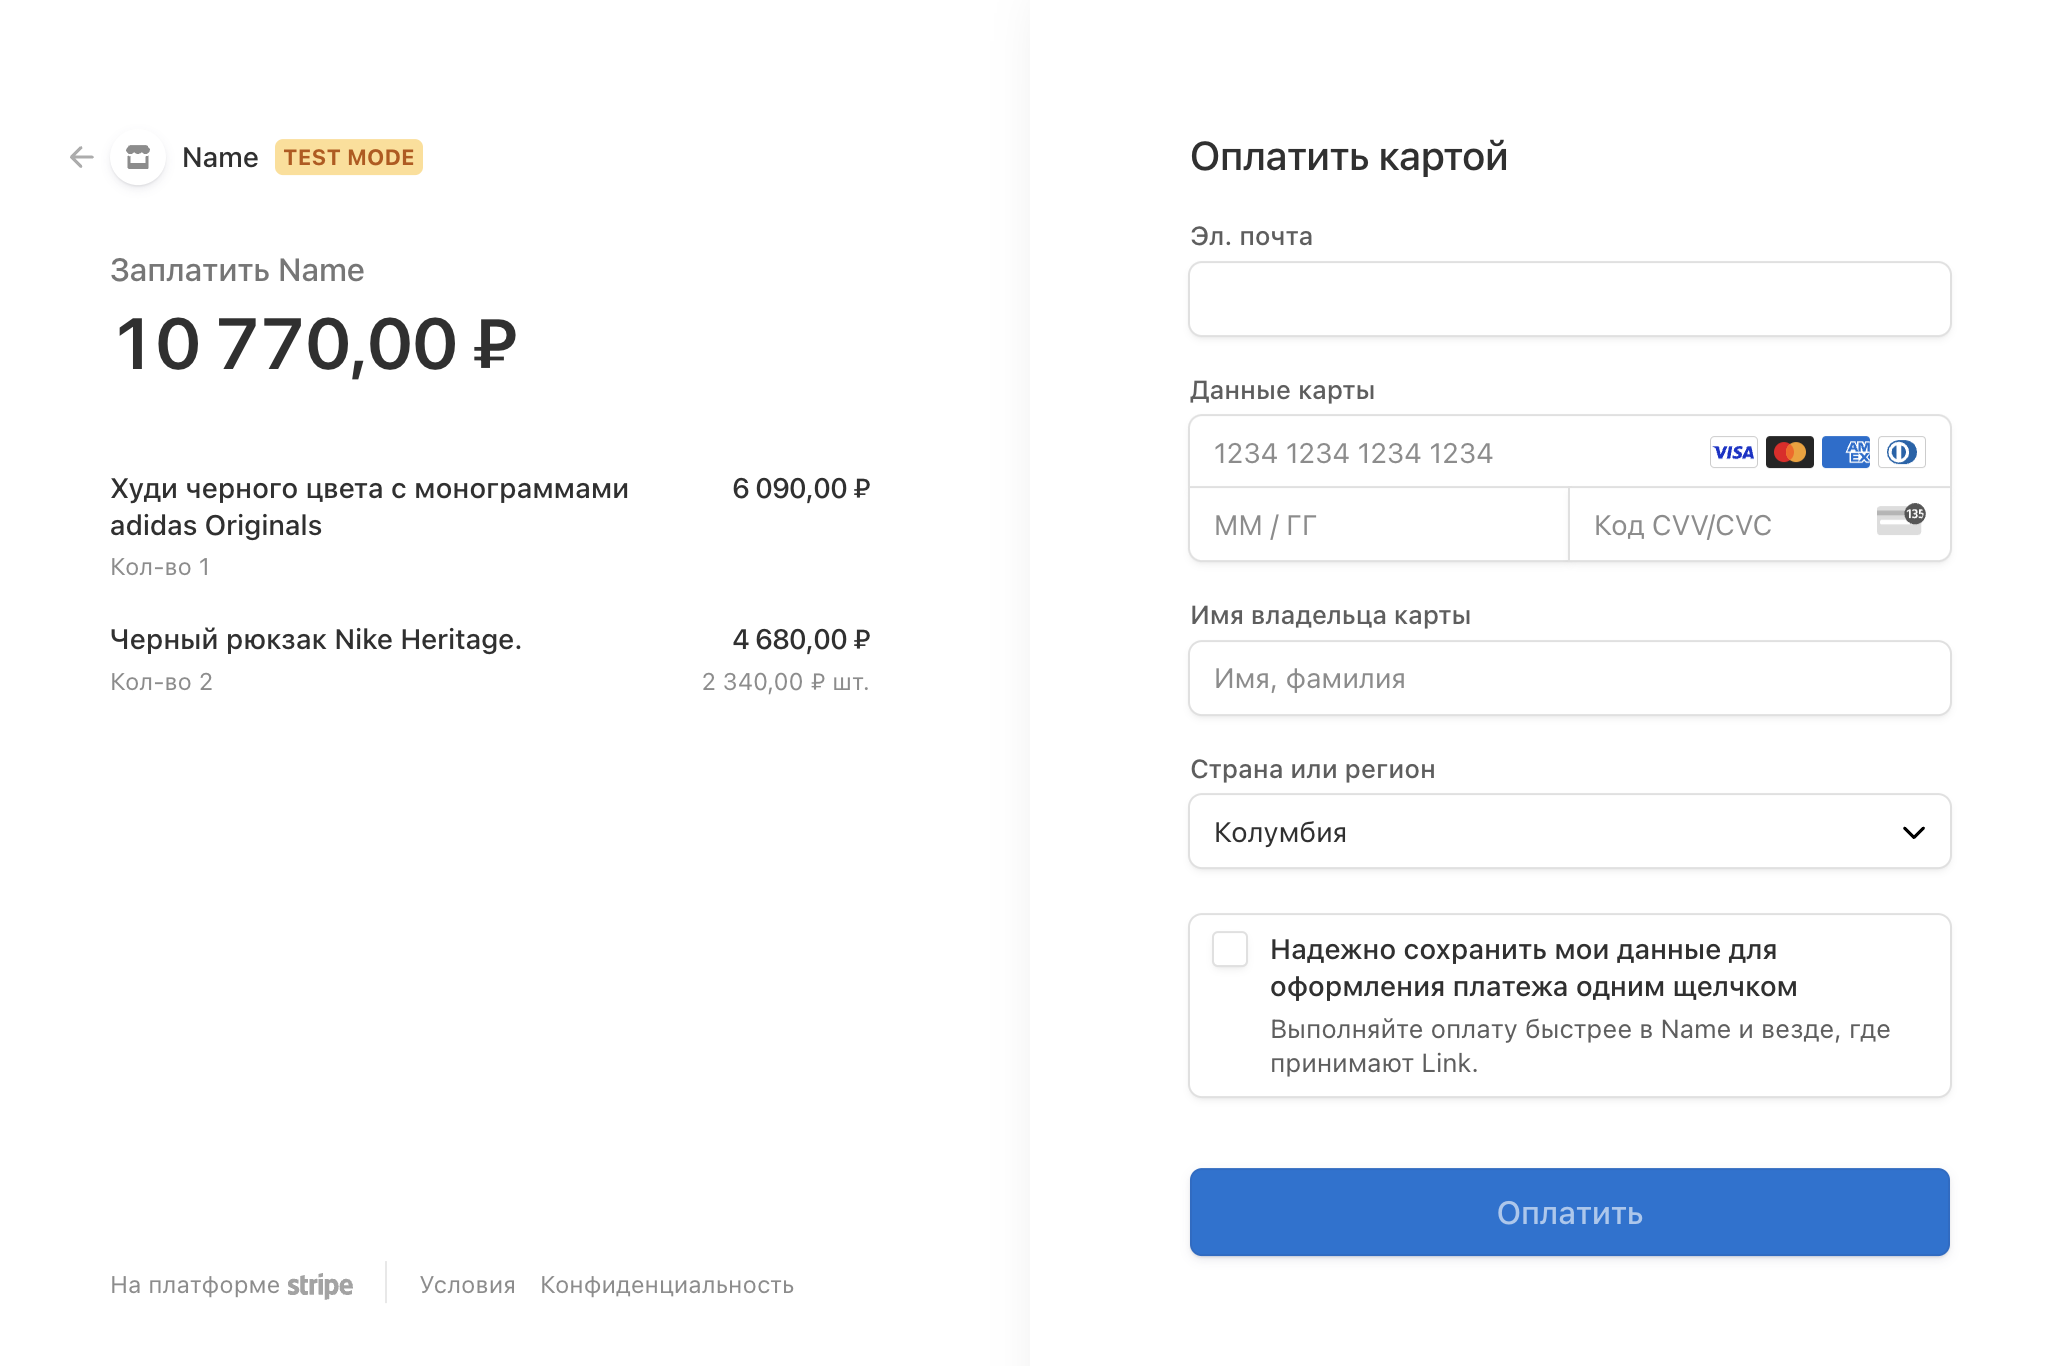 Name TEST MODE
Заплатить Name
10 770,00 ₽
Худи черного цвета с монограммами 6 090,00 ₽
adidas Originals
Кол-во 1
Черный рюкзак Nike Heritage. 4 680,00 ₽
Кол-во 2 2 340,00 ₽ шт.
На платформе stripe Условия Конфиденциальность
Оплатить картой
Эл. почта
Данные карты
1234 1234 1234 1234 VISA AM EX
ММ / ГГ Код CVV/CVC 135
Имя владельца карты
Имя, фамилия
Страна или регион
Колумбия
Надежно сохранить мои данные для
оформления платежа одним щелчком
Выполняйте оплату быстрее в Name и везде, где
принимают Link.
Оплатить